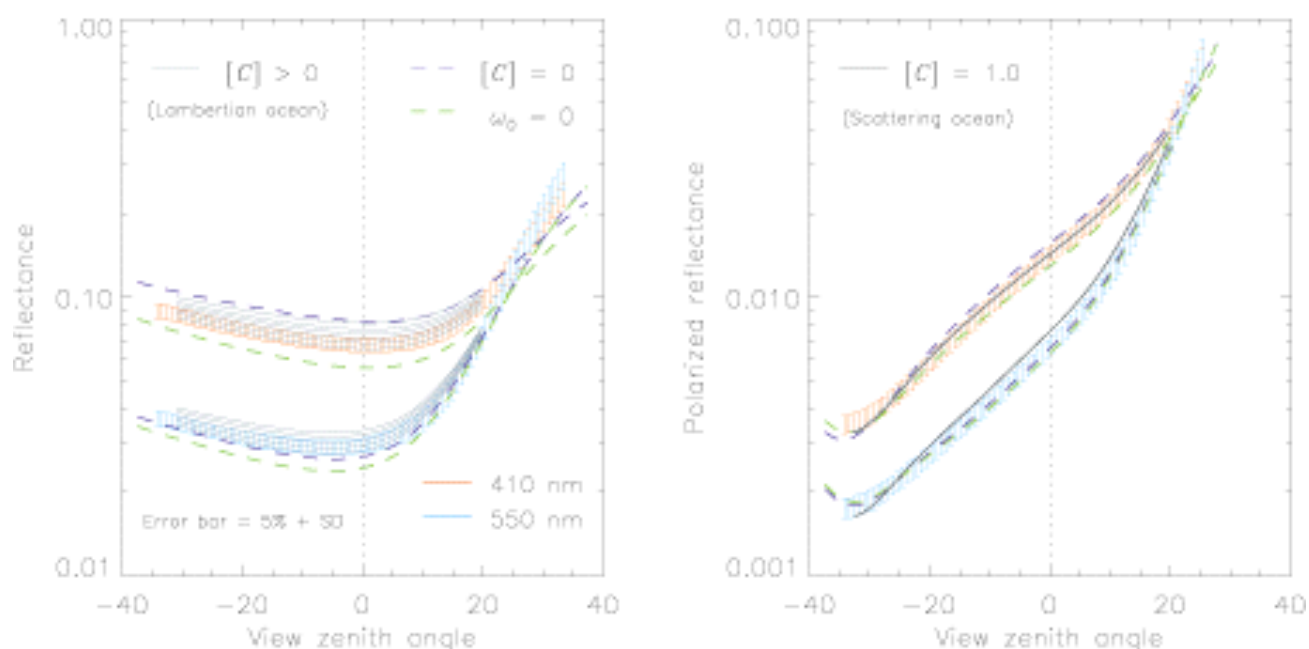 1.00
0.10
0.01
-40
-20
0
20
40
View zenith angle
Reflectance
[C] > 0
(Lambertian ocean)
[C] = 0
ω₀ = 0
410 nm
550 nm
Error bar = 5% + SD
0.100
0.010
0.001
-40
-20
0
20
40
View zenith angle
Polarized reflectance
[C] = 1.0
(Scattering ocean)